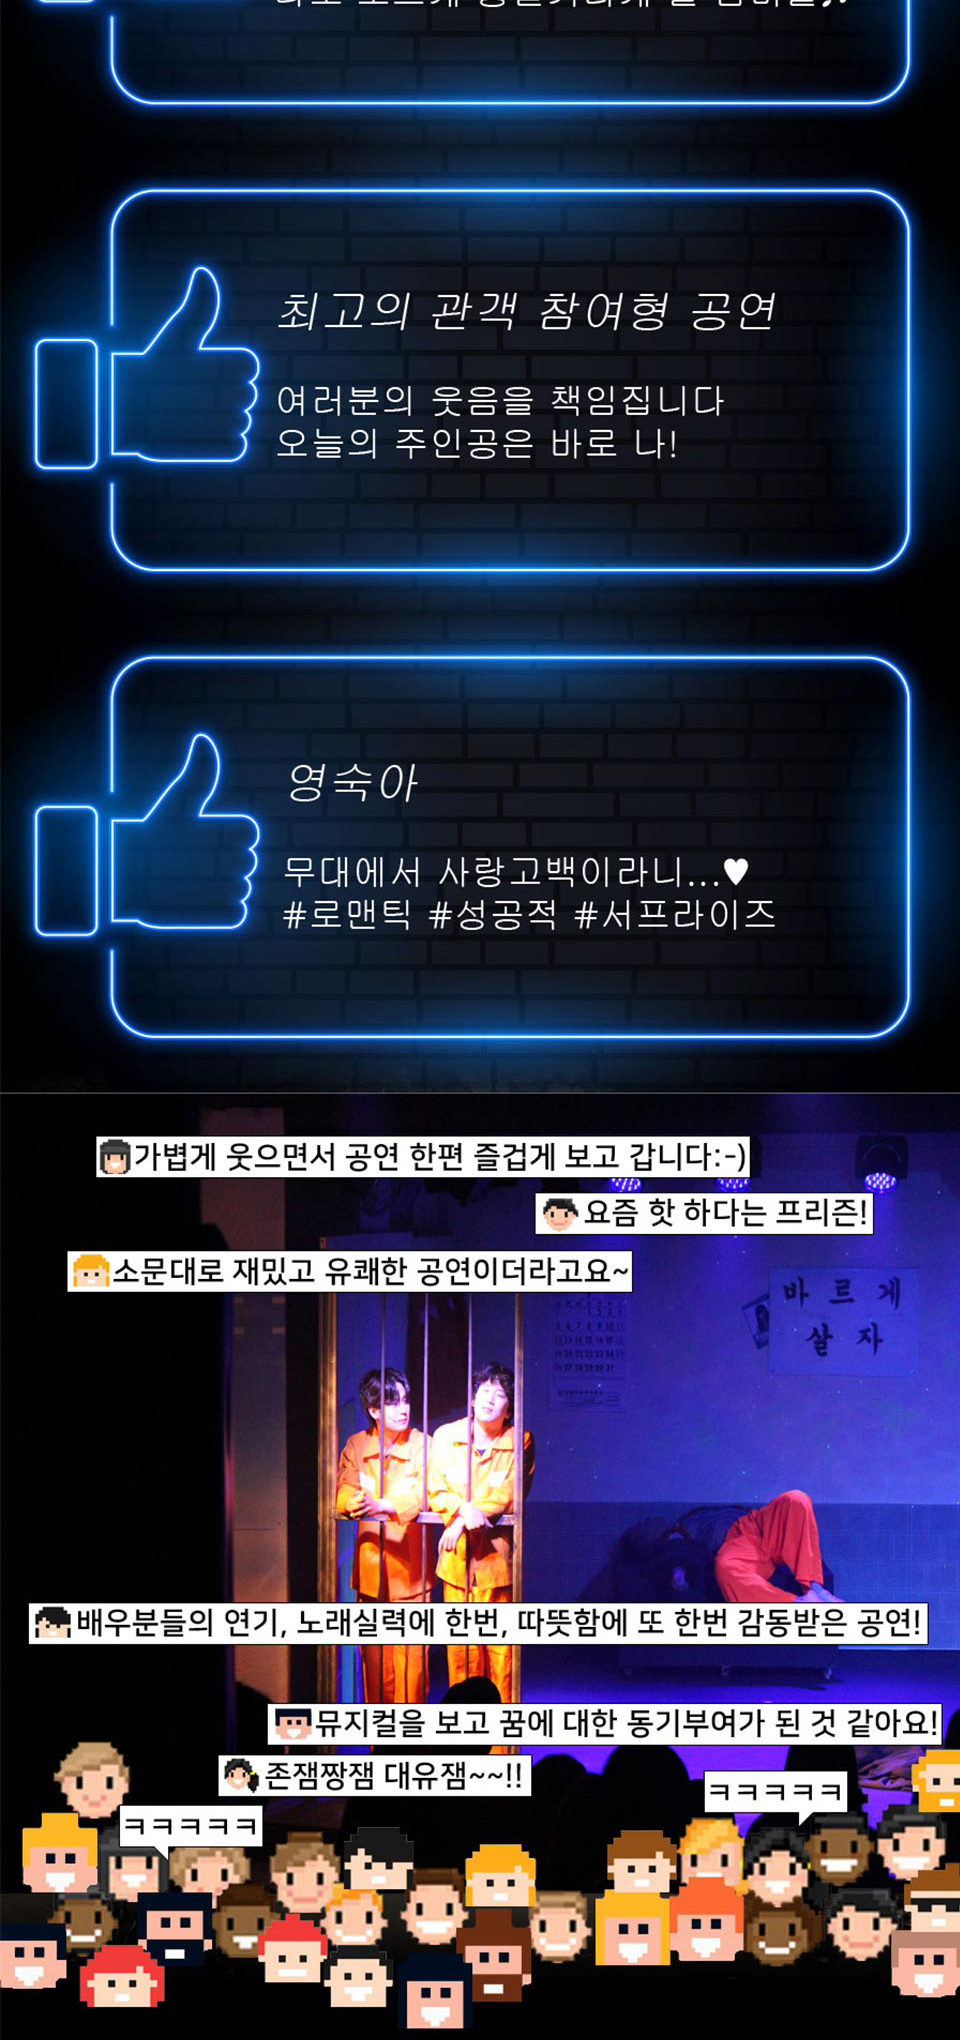 최고의 관객 참여형 공연
여러분의 웃음을 책임집니다
오늘의 주인공은 바로 나!
영숙아
무대에서 사랑고백이라니...♥
#로맨틱 #성공적 #서프라이즈
가볍게 웃으면서 공연 한편 즐겁게 보고 갑니다:-)
요즘 핫 하다는 프리즌!
소문대로 재밌고 유쾌한 공연이더라고요~
바르게
살자
배우분들의 연기, 노래실력에 한번, 따뜻함에 또 한번 감동받은 공연!
뮤지컬을 보고 꿈에 대한 동기부여가 된 것 같아요!
존잼짱잼 대유잼~~!!
ㅋㅋㅋㅋㅋ
ㅋㅋㅋㅋㅋ